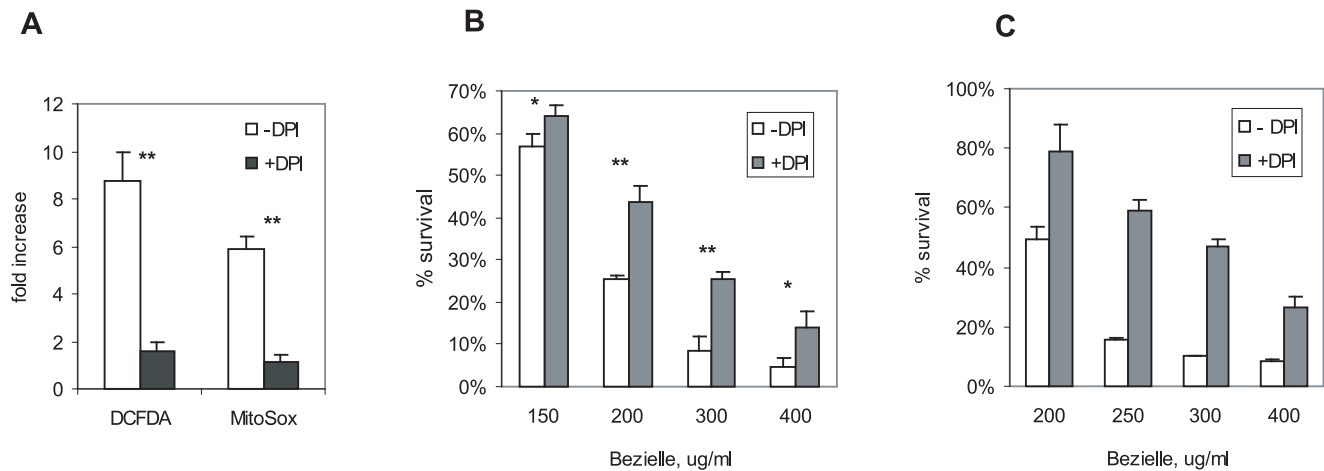 A
B
C
12
10
8
6
4
2
0
fold increase
-DPI
+DPI
**
**
DCFDA
MitoSox
70%
60%
50%
40%
30%
20%
10%
0%
% survival
-DPI
+DPI
*
**
**
*
150
200
300
400
Bezielle, ug/ml
100%
80%
60%
40%
20%
0%
% survival
- DPI
+DPI
200
250
300
400
Bezielle, ug/ml